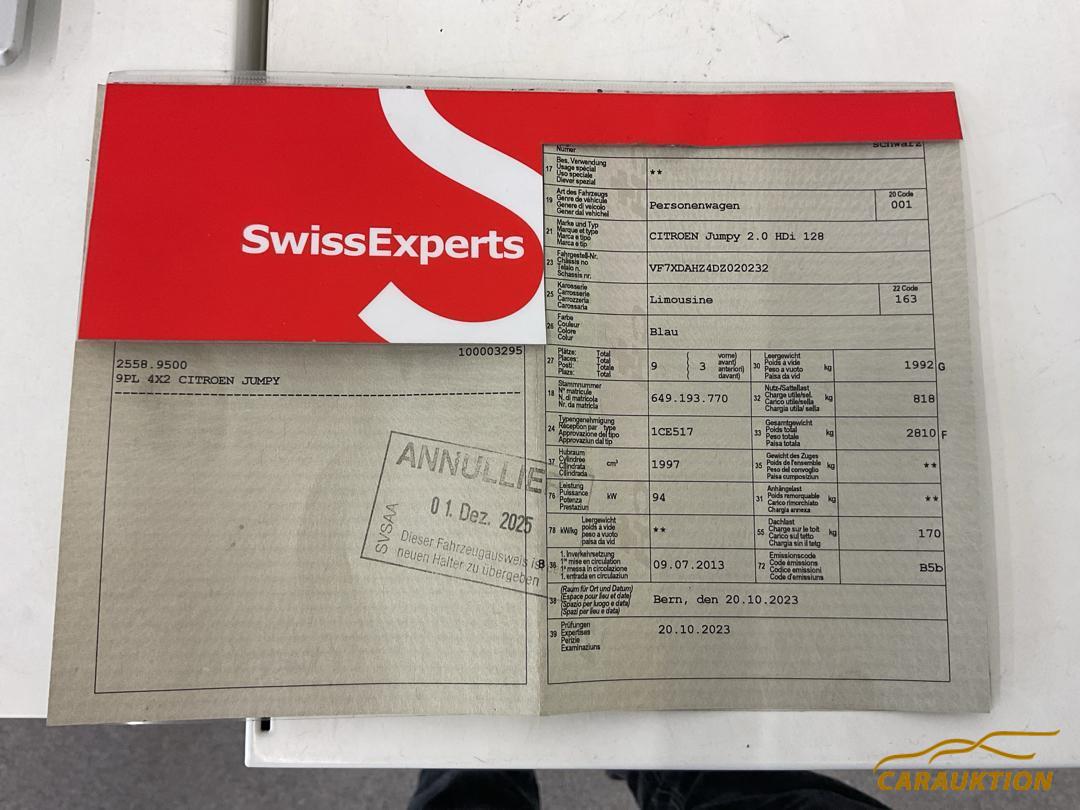 SwissExperts
100003295
2558.9500
9PL 4X2 CITROEN JUMPY
ANNULLIE
01. Dez. 2025
SVSAA
Dieser Fahrzeugausweis is
neuen Halter zu übergeben
Numer
schwarz
17 Bes. Verwendung
Usage spécial
Uso speciale
Diever spezial
**
19 Art des Fahrzeugs
Genre de véhicule
Genere di veicolo
Gener dal vehichel
Personenwagen
20 Code
001
21 Marke und Typ
Marque et type
Marca e tipo
Marca e tip
CITROEN Jumpy 2.0 HDi 128
23 Fahrgestell-Nr.
Châssis no
Telaio n.
Schassis nr.
VF7XDAHZ4DZ020232
25 Karosserie
Carrosserie
Carrozzeria
Carossaria
Limousine
22 Code
163
26 Farbe
Couleur
Colore
Colur
Blau
27 Plätze: Total
Places: Total
Posti: Totale
Plazs: Total
9 3
vorne)
avant)
anteriori)
davant)
30 Leergewicht
Poids à vide
Peso a vuoto
Paisa da vid
kg
1992 G
18 Stammnummer
N° matricule
N. di matricola
Nr. da matricla
649.193.770
32 Nutz-/Sattellast
Charge utile/sel.
Carico utile/sella
Chargia utila/ sella
kg
818
24 Typengenehmigung
Réception par type
Approvazione del tipo
Approvaziun dal tip
1CE517
33 Gesamtgewicht
Poids total
Peso totale
Paisa totala
kg
2810 F
37 Hubraum
Cylindrée
Cilindrata
Cilindrada
cm³
1997
35 Gewicht des Zuges
Poids de l'ensemble
Peso del convoglio
Paisa cumposiziun
kg
**
76 Leistung
Puissance
Potenza
Prestaziun
kW
94
31 Anhängelast
Poids remorquable
Carico rimorchiato
Chargia annexa
kg
**
78 kW/kg
Leergewicht
poids à vide
peso a vuoto
paisa da vid
**
55 Dachlast
Charge sur le toit
Carico sul tetto
Chargia sin il tetg
kg
170
B 36 1. Inverkehrsetzung
1re mise en circulation
1a messa in circolazione
1. entrada en circulaziun
09.07.2013
72 Emissionscode
Code émissions
Codice emissioni
Code d'emissiuns
B5b
38 (Raum für Ort und Datum)
(Espace pour lieu et date)
(Spazio per luogo e data)
(Spazi per lieu e data)
Bern, den 20.10.2023
39 Prüfungen
Expertises
Perizie
Examinaziuns
20.10.2023
CARAUKTION